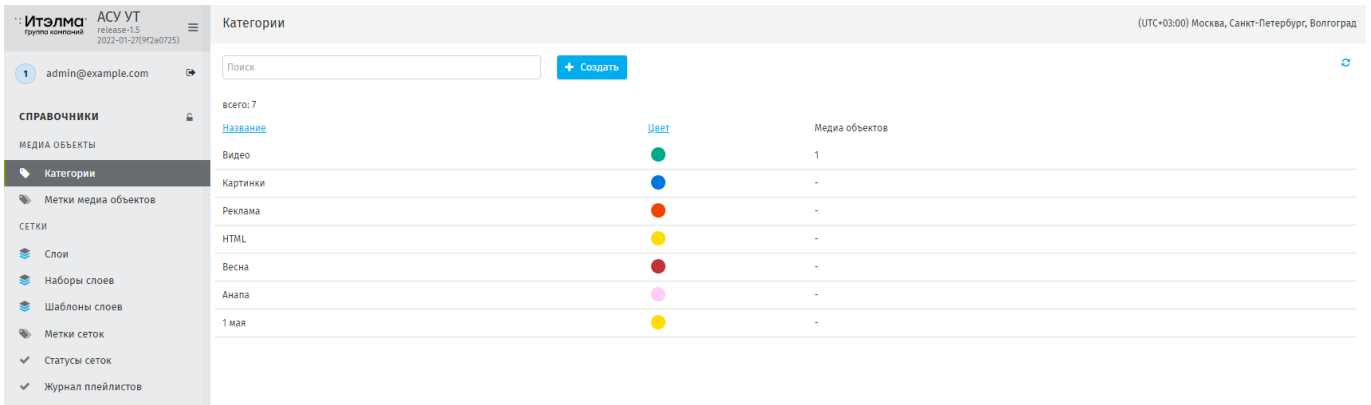 Итэлма
Группа компаний
АСУ УТ
release-1.5
2022-01-27(9f2a0725)
1 admin@example.com
СПРАВОЧНИКИ
МЕДИА ОБЪЕКТЫ
Категории
Метки медиа объектов
СЕТКИ
Слои
Наборы слоев
Шаблоны слоев
Метки сеток
Статусы сеток
Журнал плейлистов
Категории (UTC+03:00) Москва, Санкт-Петербург, Волгоград
Поиск + Создать
всего: 7
Название Цвет Медиа объектов
Видео 1
Картинки -
Реклама -
HTML -
Весна -
Анапа -
1 мая -